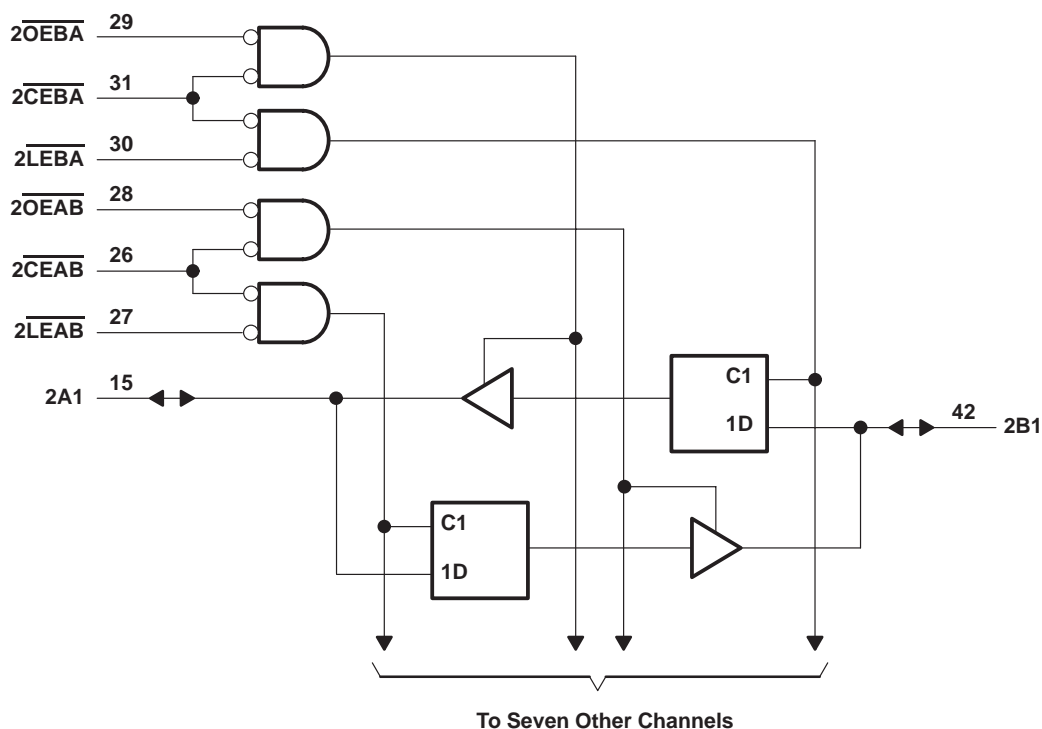 2OEBA 29
2CEBA 31
2LEBA 30
2OEAB 28
2CEAB 26
2LEAB 27
2A1 15
C1
1D
42 2B1
C1
1D
To Seven Other Channels